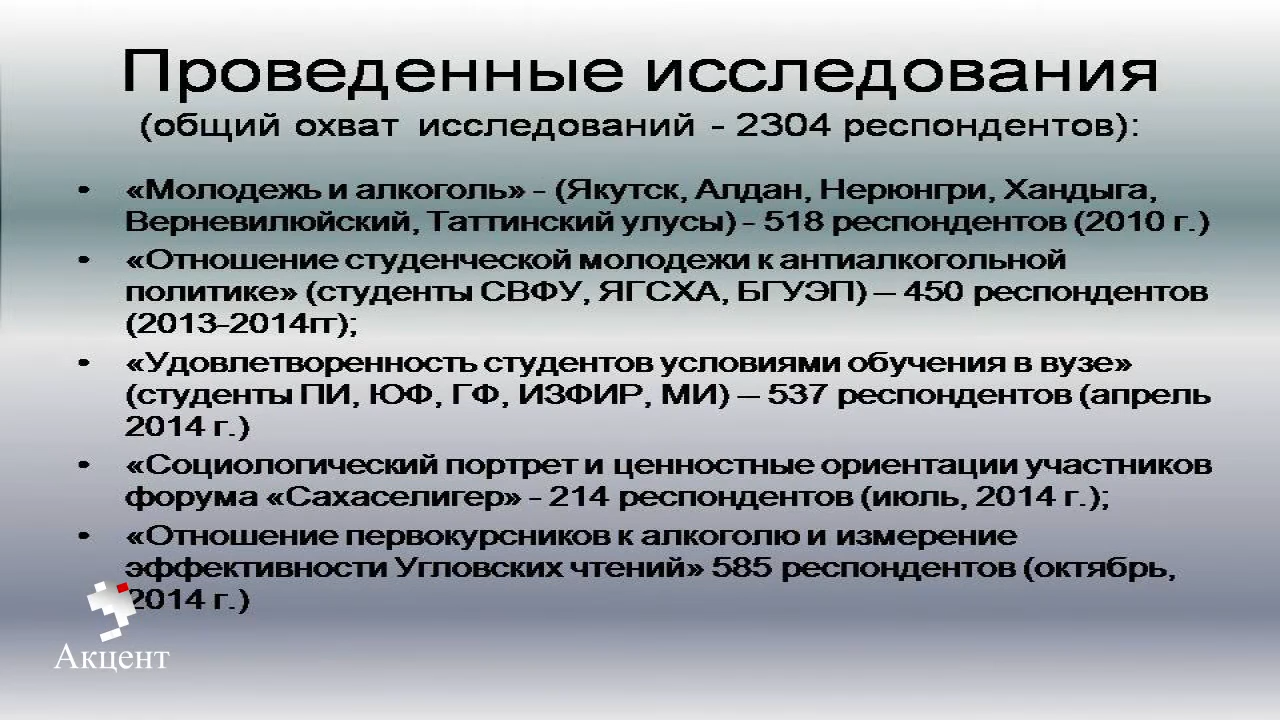 Проведенные исследования
(общий охват исследований - 2304 респондентов):
• «Молодежь и алкоголь» - (Якутск, Алдан, Нерюнгри, Хандыга,
Верневилюйский, Таттинский улусы) - 518 респондентов (2010 г.)
• «Отношение студенческой молодежи к антиалкогольной
политике» (студенты СВФУ, ЯГСХА, БГУЭП) – 450 респондентов
(2013-2014гг);
• «Удовлетворенность студентов условиями обучения в вузе»
(студенты ПИ, ЮФ, ГФ, ИЗФИР, МИ) – 537 респондентов (апрель
2014 г.)
• «Социологический портрет и ценностные ориентации участников
форума «Сахаселигер» - 214 респондентов (июль, 2014 г.);
• «Отношение первокурсников к алкоголю и измерение
эффективности Угловских чтений» 585 респондентов (октябрь,
2014 г.)
Акцент